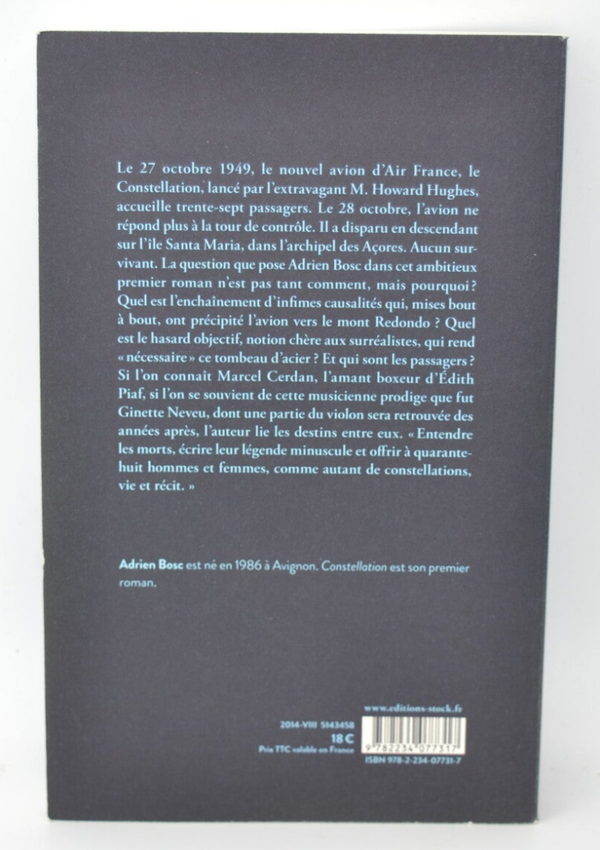 Le 27 octobre 1949, le nouvel avion d'Air France, le
Constellation, lancé par l'extravagant M. Howard Hughes,
accueille trente-sept passagers. Le 28 octobre, l'avion ne
répond plus à la tour de contrôle. Il a disparu en descendant
sur l'île Santa Maria, dans l'archipel des Açores. Aucun sur-
vivant. La question que pose Adrien Bosc dans cet ambitieux
premier roman n'est pas tant comment, mais pourquoi ?
Quel est l'enchaînement d'infimes causalités qui, mises bout
à bout, ont précipité l'avion vers le mont Redondo ? Quel
est le hasard objectif, notion chère aux surréalistes, qui rend
« nécessaire » ce tombeau d'acier ? Et qui sont les passagers ?
Si l'on connaît Marcel Cerdan, l'amant boxeur d'Édith
Piaf, si l'on se souvient de cette musicienne prodige que fut
Ginette Neveu, dont une partie du violon sera retrouvée des
années après, l'auteur lie les destins entre eux. « Entendre
les morts, écrire leur légende minuscule et offrir à quarante-
huit hommes et femmes, comme autant de constellations,
vie et récit. »
Adrien Bosc est né en 1986 à Avignon. Constellation est son premier
roman.
www.editions-stock.fr
2014-VIII 5143458
18 €
Prix TTC valable en France
9 782234 077317
ISBN 978-2-234-07731-7